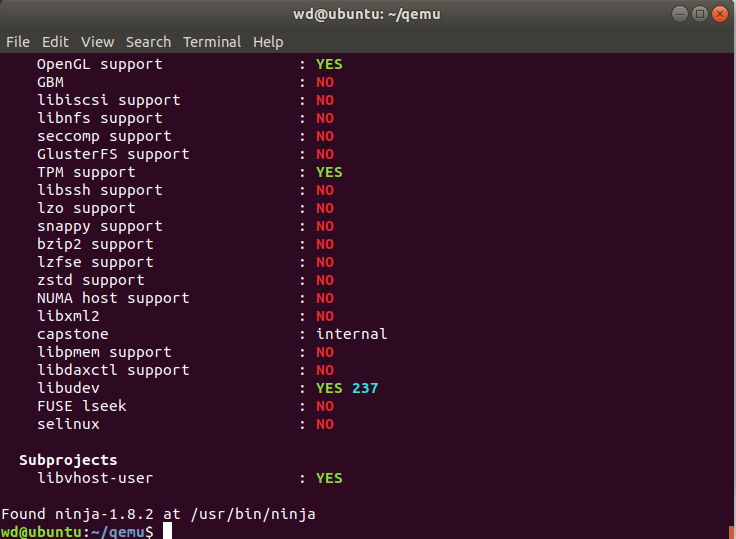 wd@ubuntu: ~/qemu
File Edit View Search Terminal Help
OpenGL support : YES
GBM : NO
libiscsi support : NO
libnfs support : NO
seccomp support : NO
GlusterFS support : NO
TPM support : YES
libssh support : NO
lzo support : NO
snappy support : NO
bzip2 support : NO
lzfse support : NO
zstd support : NO
NUMA host support : NO
libxml2 : NO
capstone : internal
libpmem support : NO
libdaxctl support : NO
libudev : YES 237
FUSE lseek : NO
selinux : NO
Subprojects
libvhost-user : YES
Found ninja-1.8.2 at /usr/bin/ninja
wd@ubuntu:~/qemu$